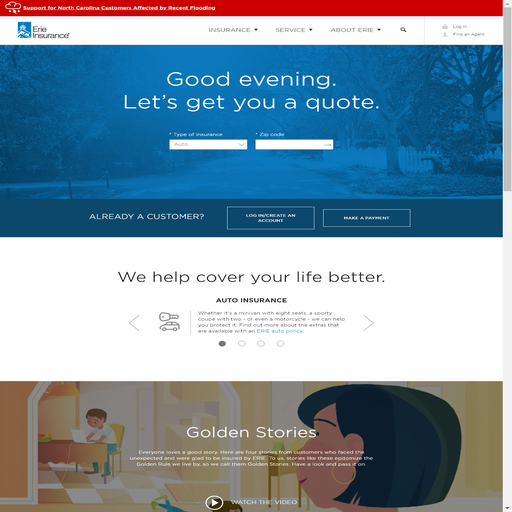 Support for North Carolina Customers Affected by Recent Flooding
Erie Insurance®
INSURANCE
SERVICE
ABOUT ERIE
Log In
Find an Agent
Good evening.
Let's get you a quote.
* Type of insurance
* Zip code
Auto
ALREADY A CUSTOMER?
LOG IN/CREATE AN
ACCOUNT
MAKE A PAYMENT
We help cover your life better.
AUTO INSURANCE
Whether it's a minivan with eight seats, a sporty
coupe with two - or even a motorcycle - we can help
you protect it. Find out more about the extras that
are available with an ERIE auto policy.
Golden Stories
Everyone loves a good story. Here are four stories from customers who faced the
unexpected and were glad to be insured by ERIE. To us, stories like these epitomize the
Golden Rule we live by, so we call them Golden Stories. Have a look and pass it on.
WATCH THE VIDEO